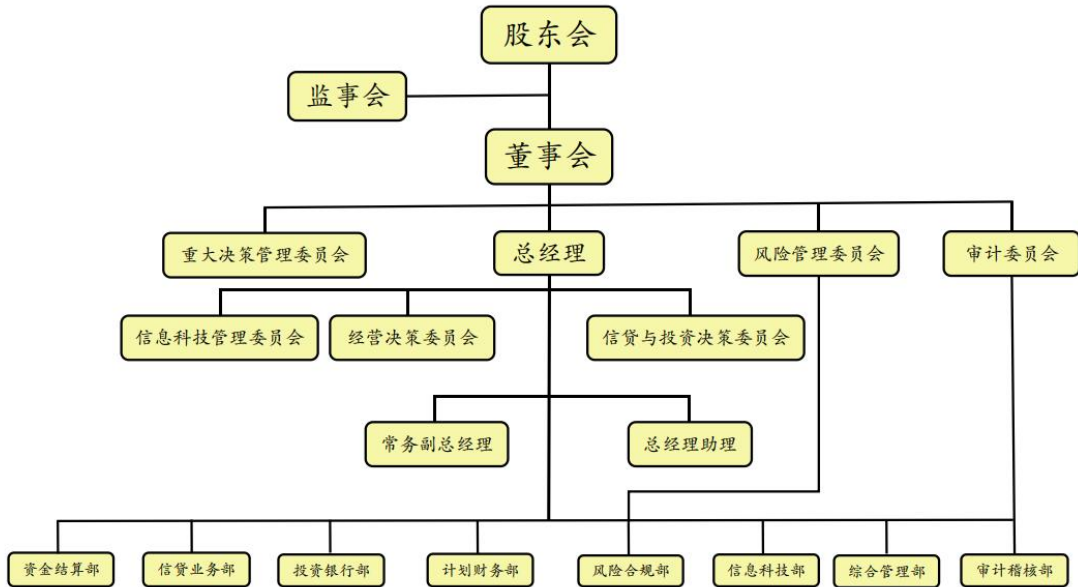 股东会
监事会
董事会
重大决策管理委员会
总经理
风险管理委员会
审计委员会
信息科技管理委员会
经营决策委员会
信贷与投资决策委员会
常务副总经理
总经理助理
资金结算部
信贷业务部
投资银行部
计划财务部
风险合规部
信息科技部
综合管理部
审计稽核部